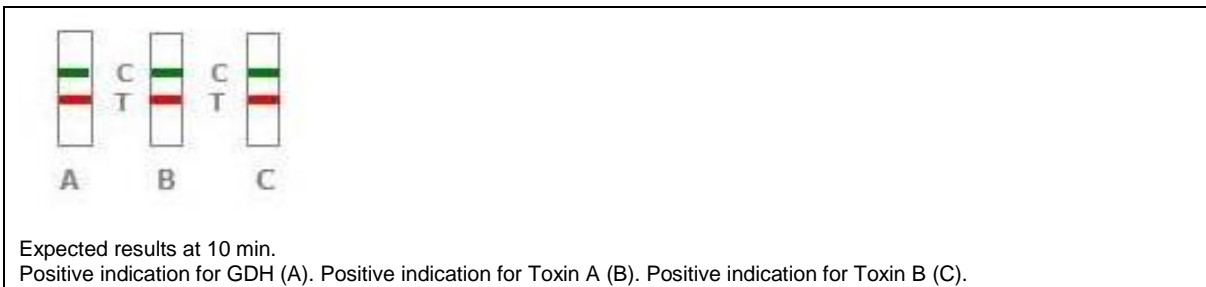 C C
T T
A B C
Expected results at 10 min.
Positive indication for GDH (A). Positive indication for Toxin A (B). Positive indication for Toxin B (C).